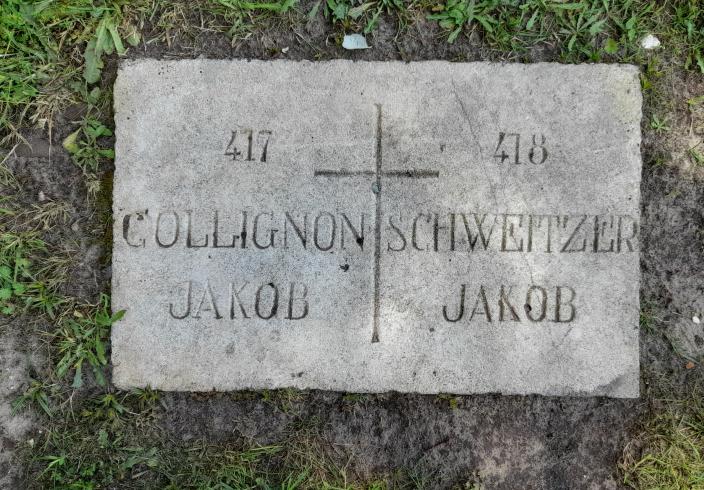 417
COLLIGNON
JAKOB
418
SCHWEITZER
JAKOB